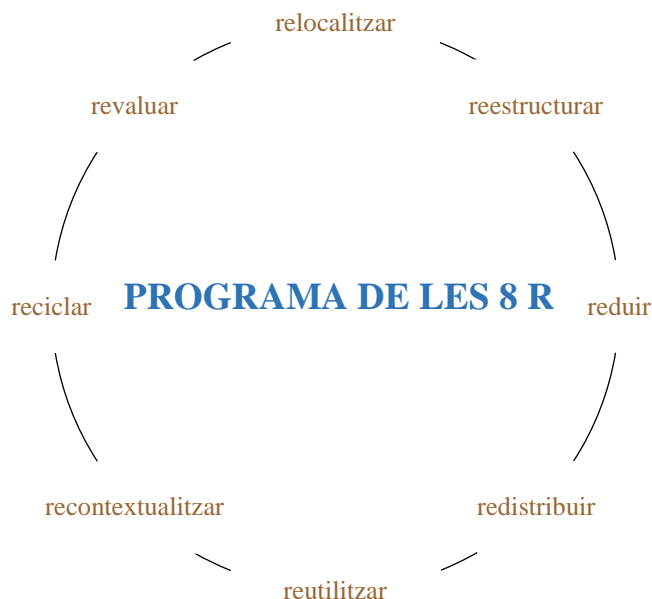 relocalitzar
revaluar
reestructurar
reciclar
PROGRAMA DE LES 8 R
reduir
recontextualitzar
redistribuir
reutilitzar